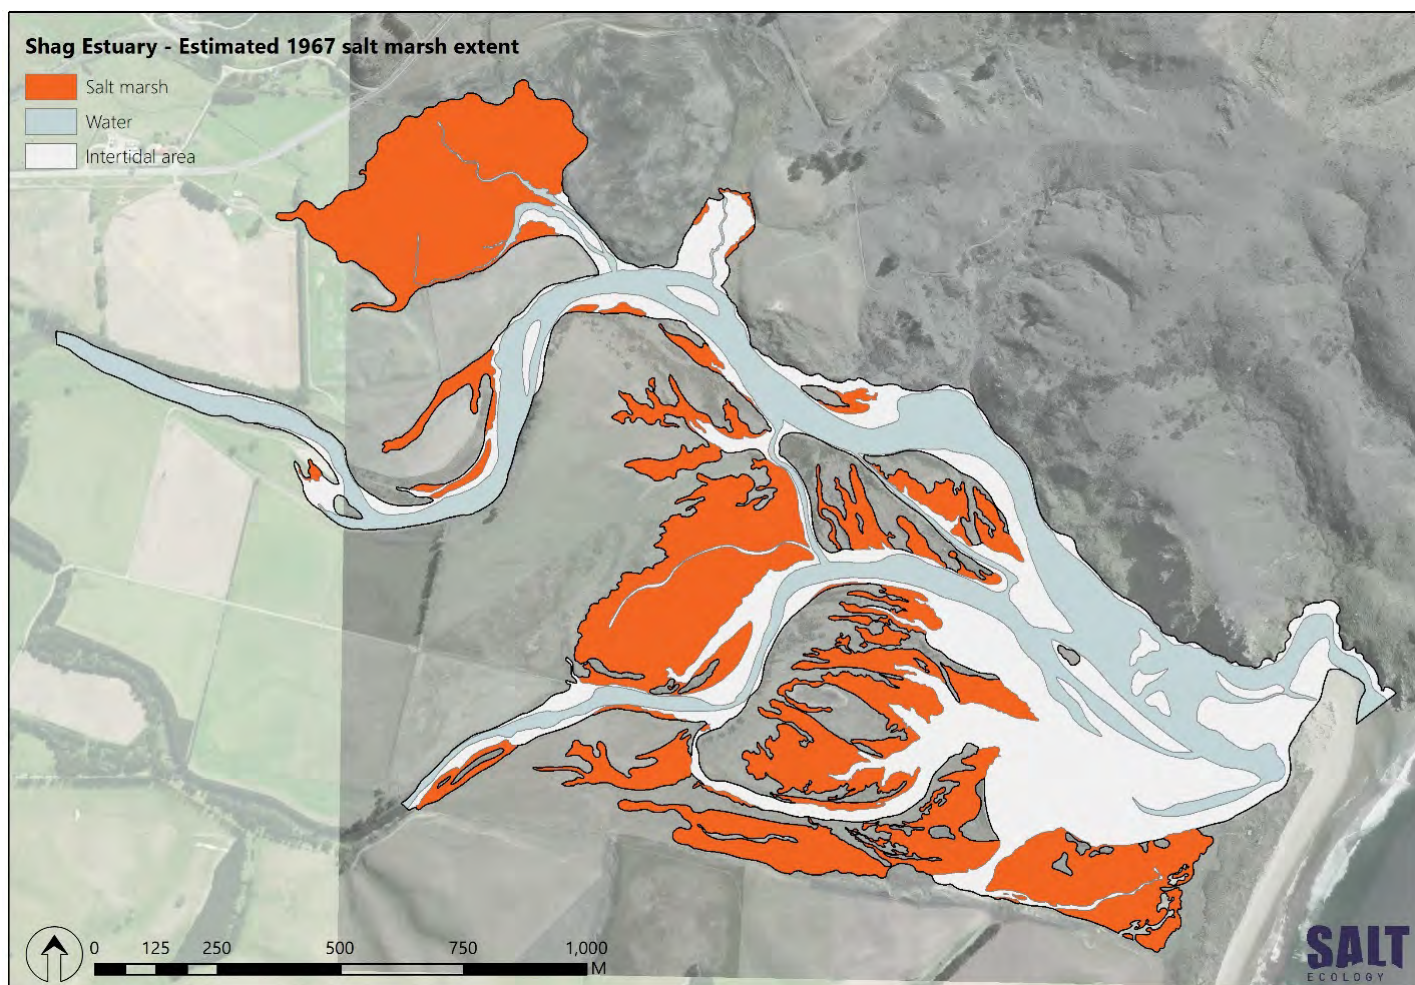 Shag Estuary - Estimated 1967 salt marsh extent
Salt marsh
Water
Intertidal area
0 125 250 500 750 1,000
M
SALT
ECOLOGY